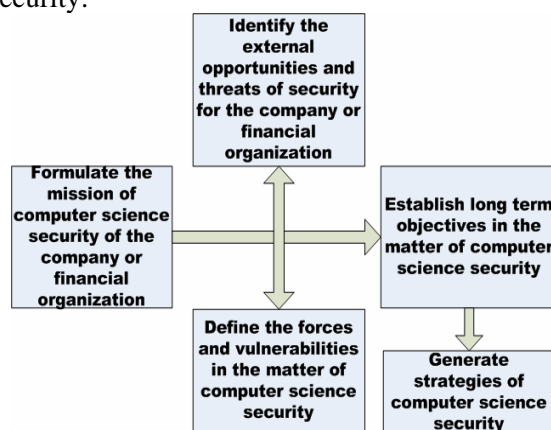 Identify the
external
opportunities and
threats of security
for the company or
financial
organization
Formulate the
mission of
computer science
security of the
company or
financial
organization
Establish long term
objectives in the
matter of computer
science security
Define the forces
and vulnerabilities
in the matter of
computer science
security
Generate
strategies of
computer science
security